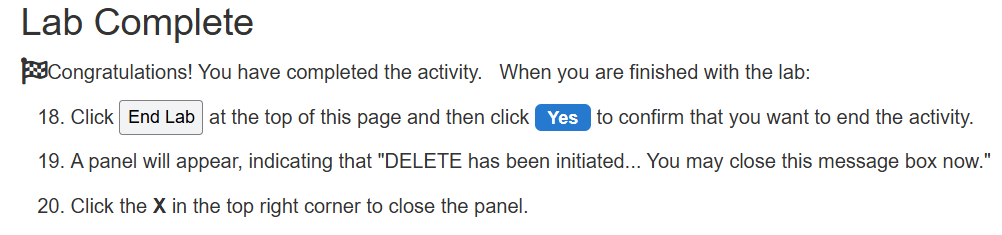 Lab Complete
Congratulations! You have completed the activity. When you are finished with the lab:
18. Click End Lab at the top of this page and then click Yes to confirm that you want to end the activity.
19. A panel will appear, indicating that "DELETE has been initiated... You may close this message box now."
20. Click the X in the top right corner to close the panel.